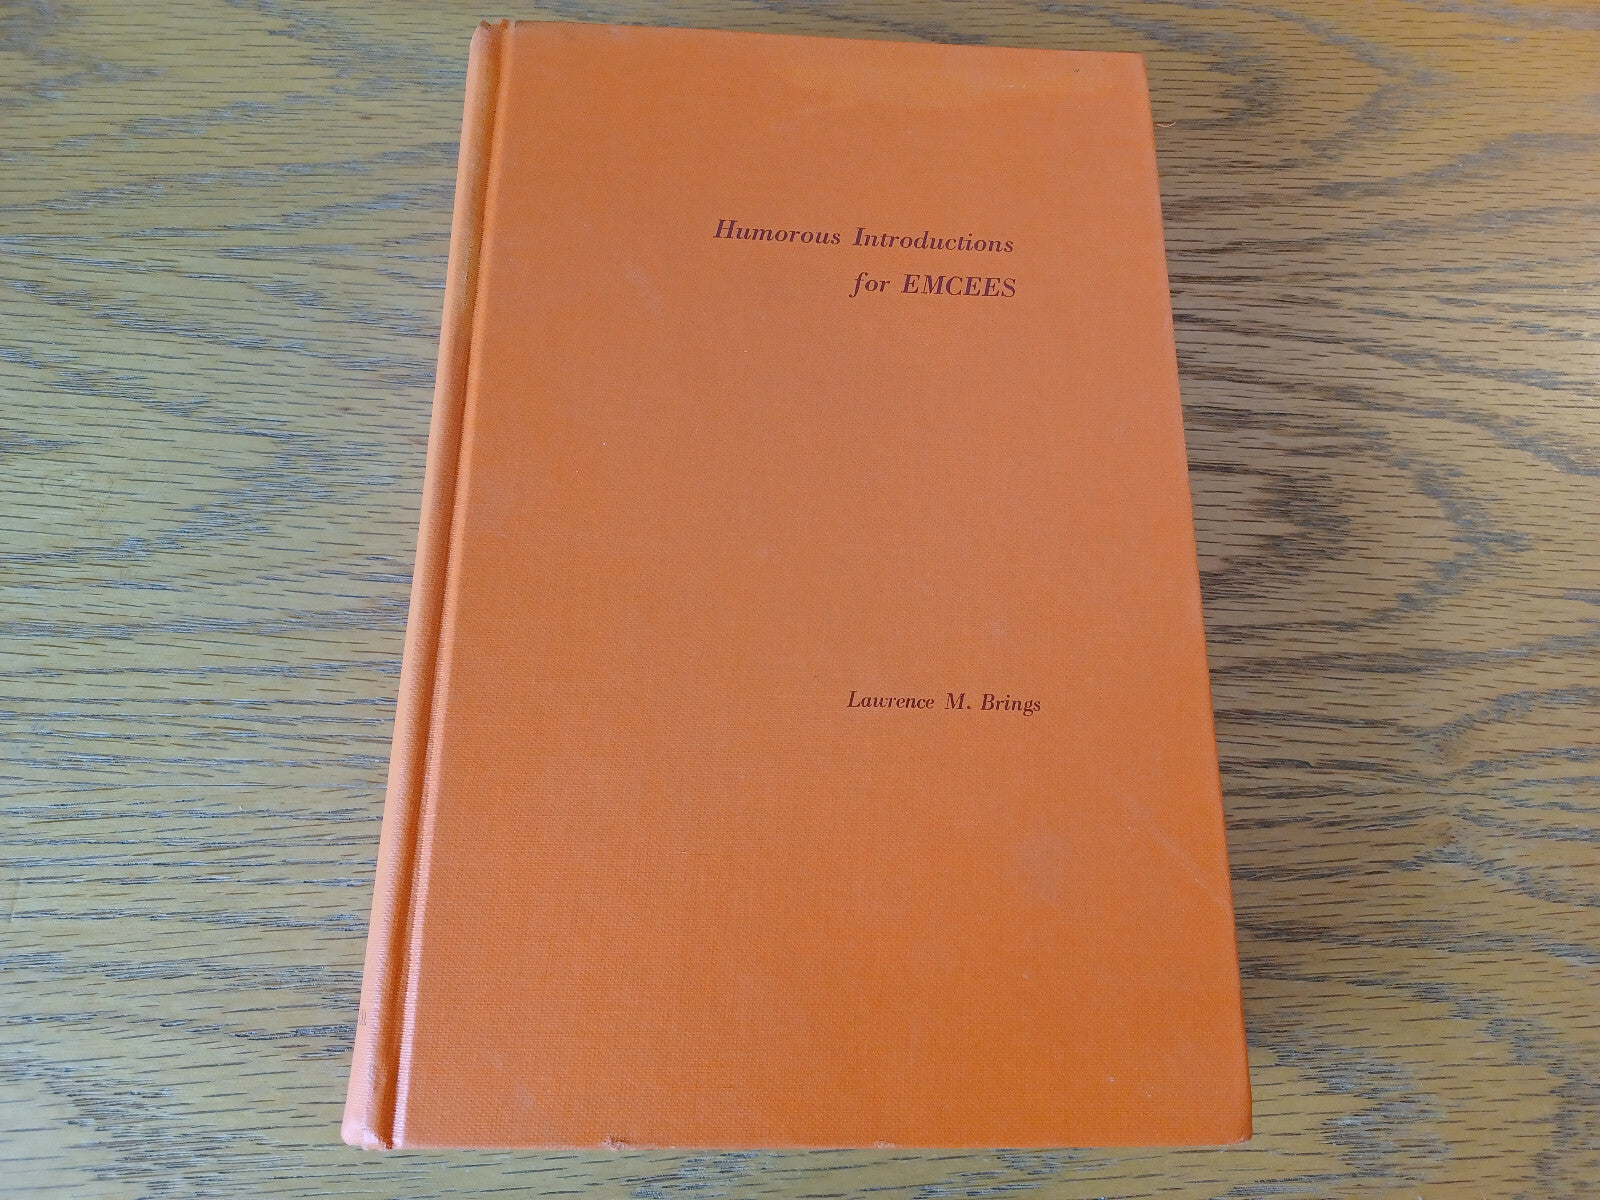 Humorous Introductions
for EMCEES
Lawrence M. Brings